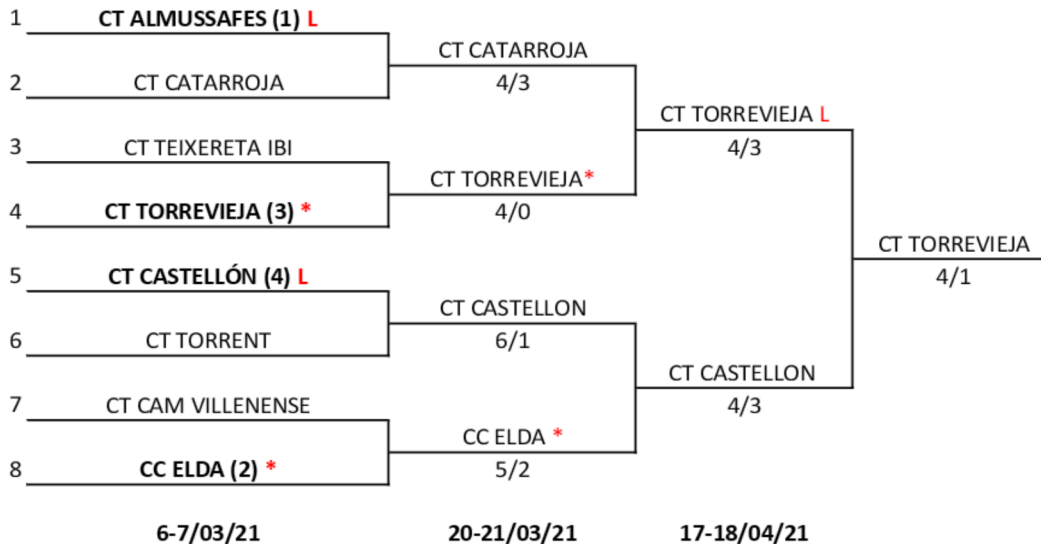 1 CT ALMUSSAFES (1) L
CT CATARROJA
2 CT CATARROJA
4/3
CT TORREVIEJA L
3 CT TEIXERETA IBI
4/3
CT TORREVIEJA*
4 CT TORREVIEJA (3) *
4/0
CT TORREVIEJA
5 CT CASTELLÓN (4) L
4/1
CT CASTELLON
6 CT TORRENT
6/1
CT CASTELLON
7 CT CAM VILLENENSE
4/3
CC ELDA *
8 CC ELDA (2) *
5/2
6-7/03/21 20-21/03/21 17-18/04/21